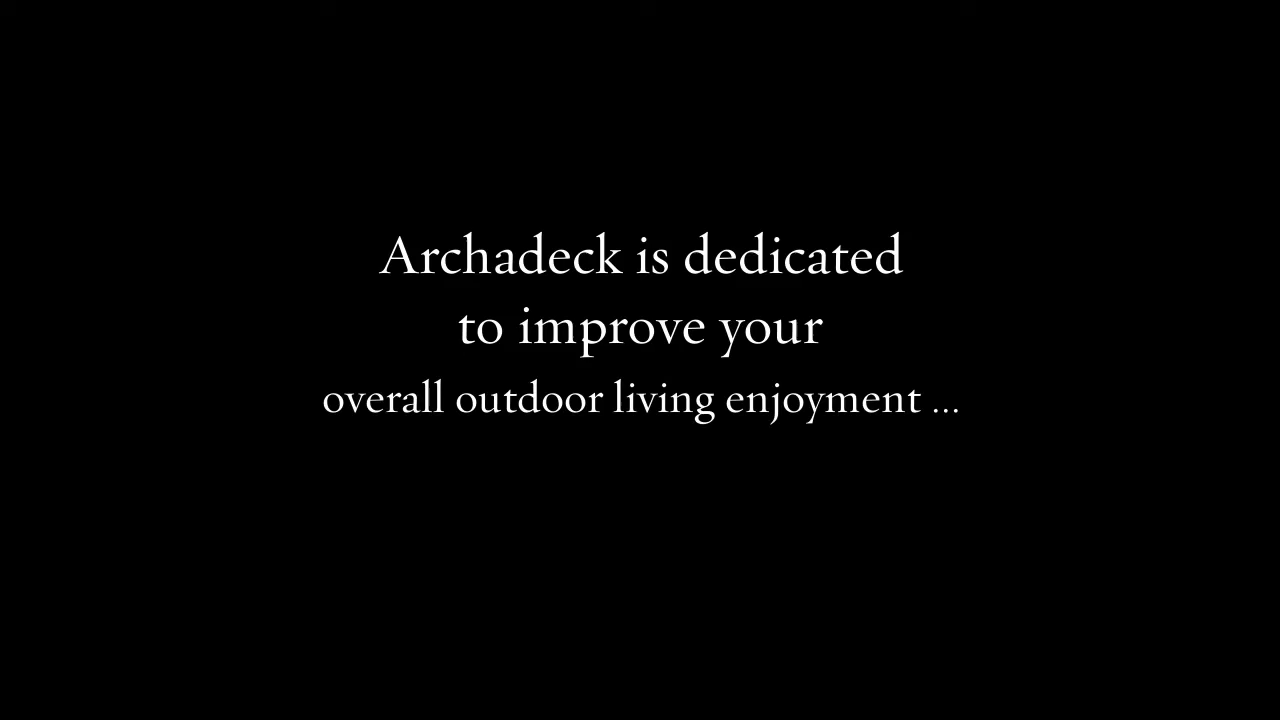 Archadeck is dedicated
to improve your
overall outdoor living enjoyment ...